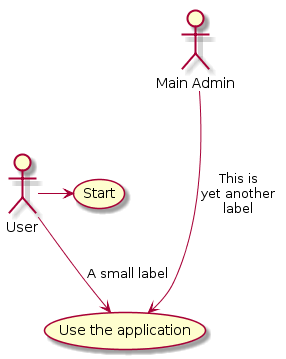 Main Admin
This is
yet another
label
Start
User
A small label
Use the application